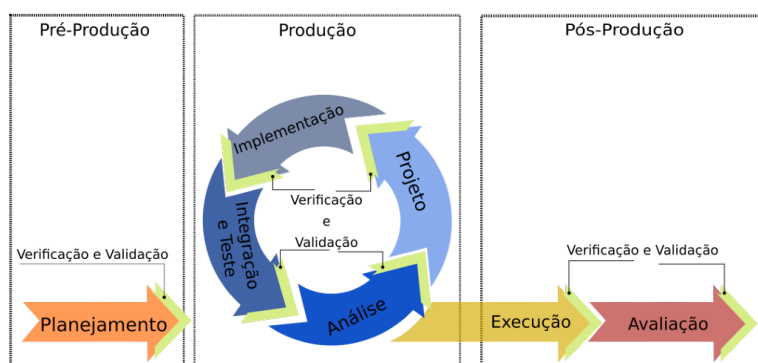 Pré-Produção
Produção
Pós-Produção
Implementação
Projeto
Verificação
e
Validação
Integração
e Teste
Análise
Verificação e Validação
Planejamento
Verificação e Validação
Execução
Avaliação